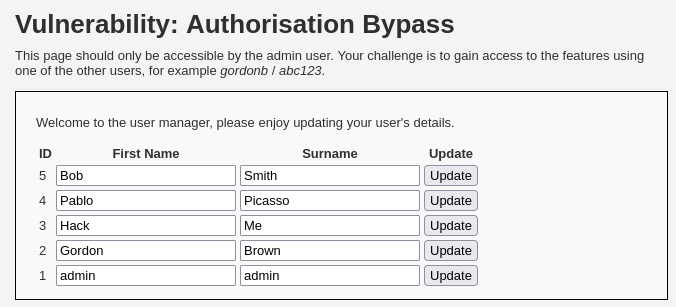 Vulnerability: Authorisation Bypass
This page should only be accessible by the admin user. Your challenge is to gain access to the features using
one of the other users, for example gordonb / abc123.
Welcome to the user manager, please enjoy updating your user's details.
ID First Name Surname Update
5 Bob Smith Update
4 Pablo Picasso Update
3 Hack Me Update
2 Gordon Brown Update
1 admin admin Update